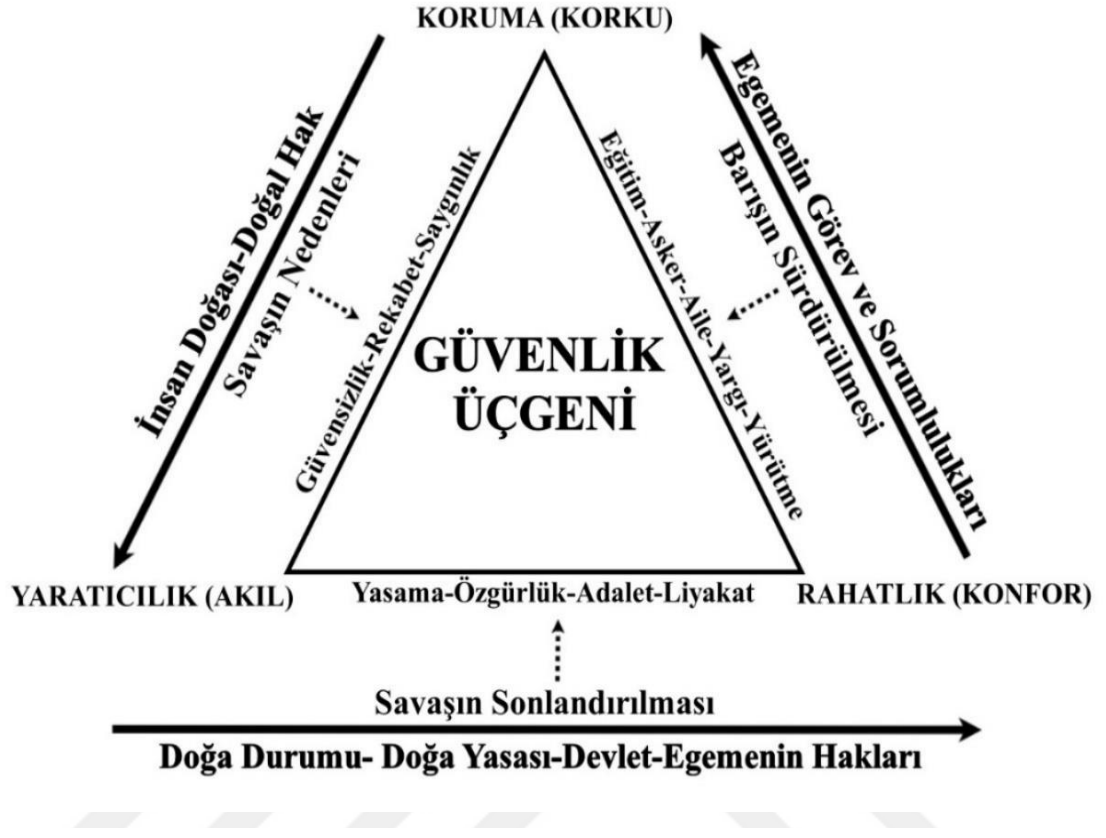 KORUMA (KORKU)
İnsan Doğası-Doğal Hak
Savaşın Nedenleri
Güvensizlik-Rekabet-Saygınlık
GÜVENLİK
ÜÇGENİ
Eğitim-Asker-Aile-Yargı-Yürütme
Barışın Sürdürülmesi
Egemenin Görev ve Sorumlulukları
YARATICILIK (AKIL)
Yasama-Özgürlük-Adalet-Liyakat
RAHATLIK (KONFOR)
Savaşın Sonlandırılması
Doğa Durumu- Doğa Yasası-Devlet-Egemenin Hakları